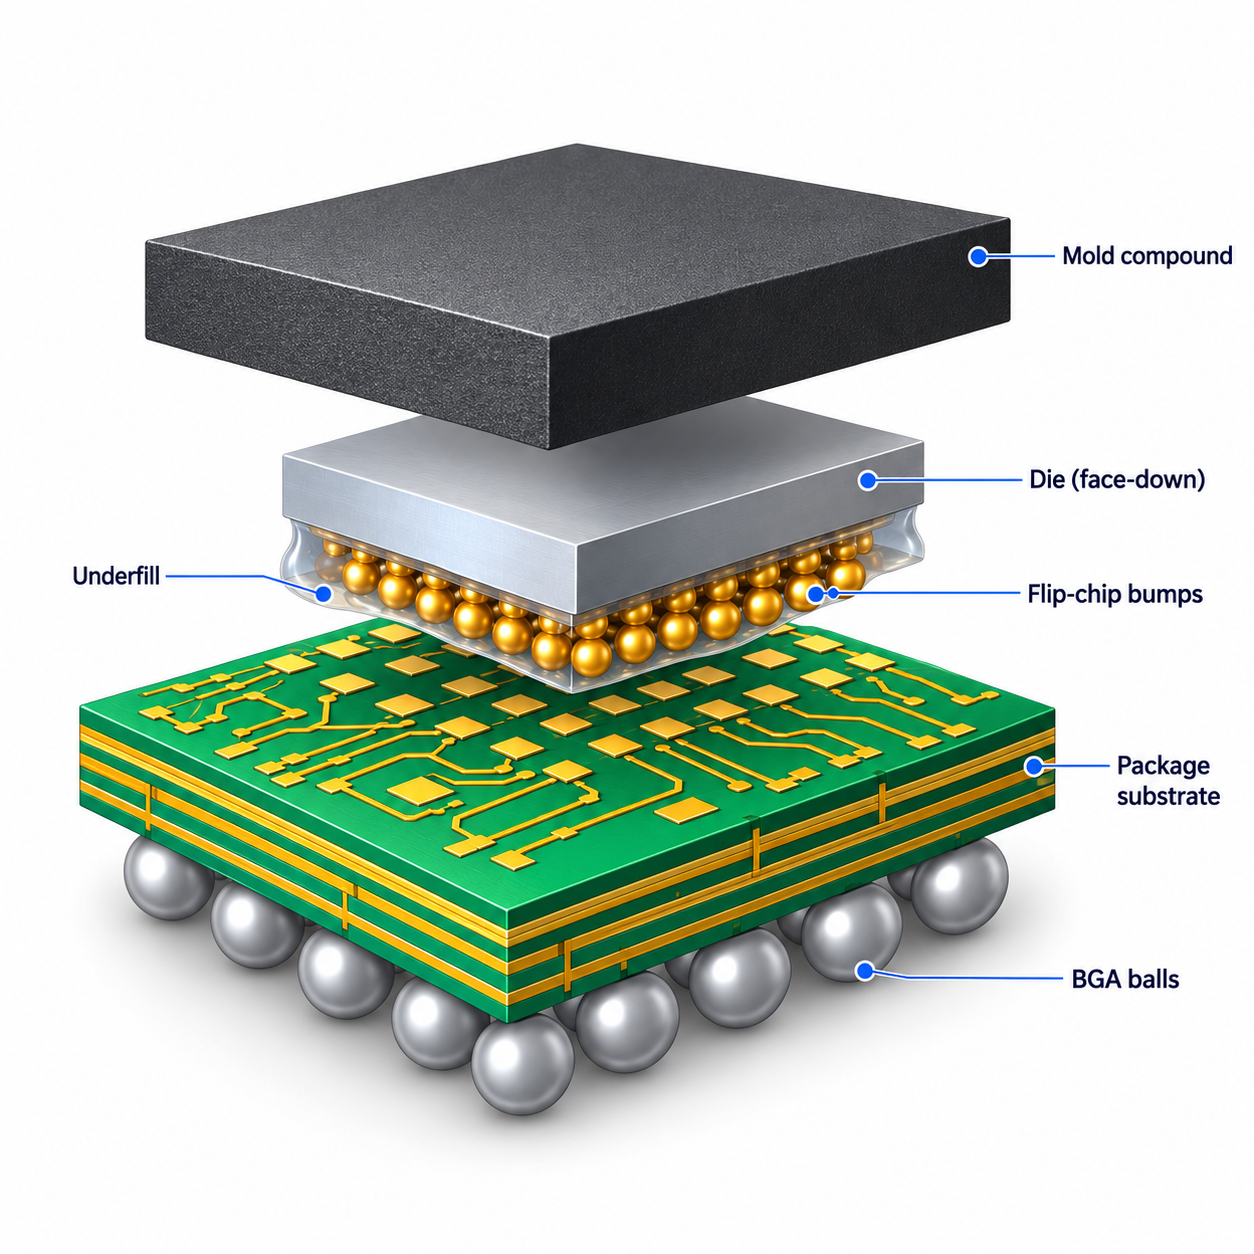 Mold compound
Die (face-down)
Underfill
Flip-chip bumps
Package
substrate
BGA balls